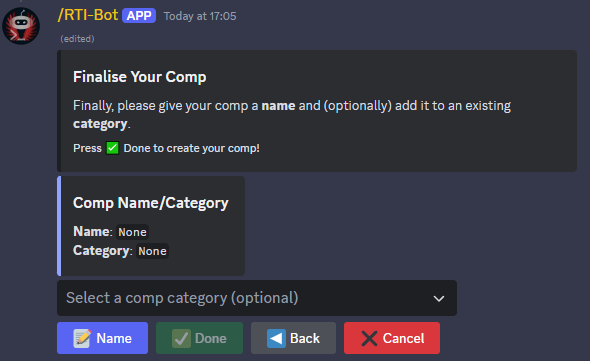 /RTI-Bot APP Today at 17:05
(edited)
Finalise Your Comp
Finally, please give your comp a name and (optionally) add it to an existing
category.
Press ✅ Done to create your comp!
Comp Name/Category
Name: None
Category: None
Select a comp category (optional)
📝 Name ✅ Done ◀️ Back ❌ Cancel